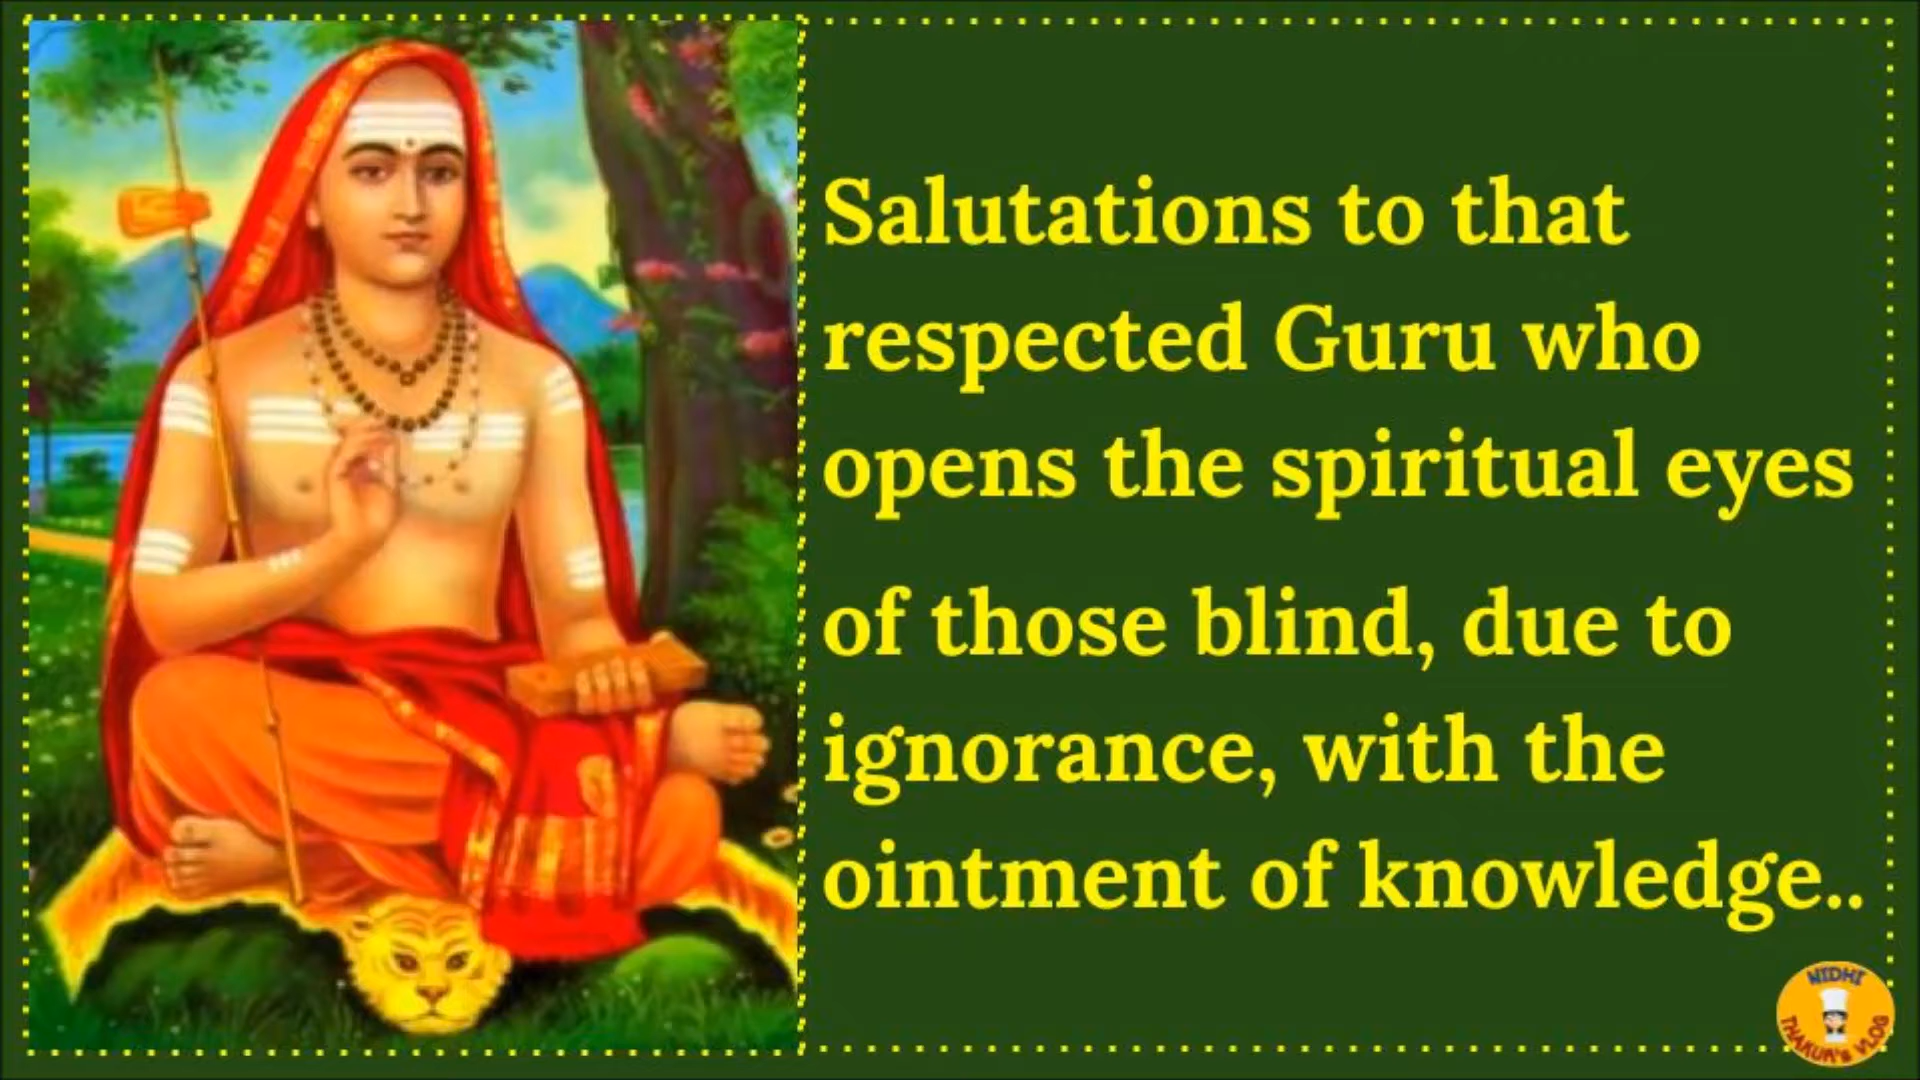 Salutations to that
respected Guru who
opens the spiritual eyes
of those blind, due to
ignorance, with the
ointment of knowledge..
NIDHI
THAKUR's VLOG